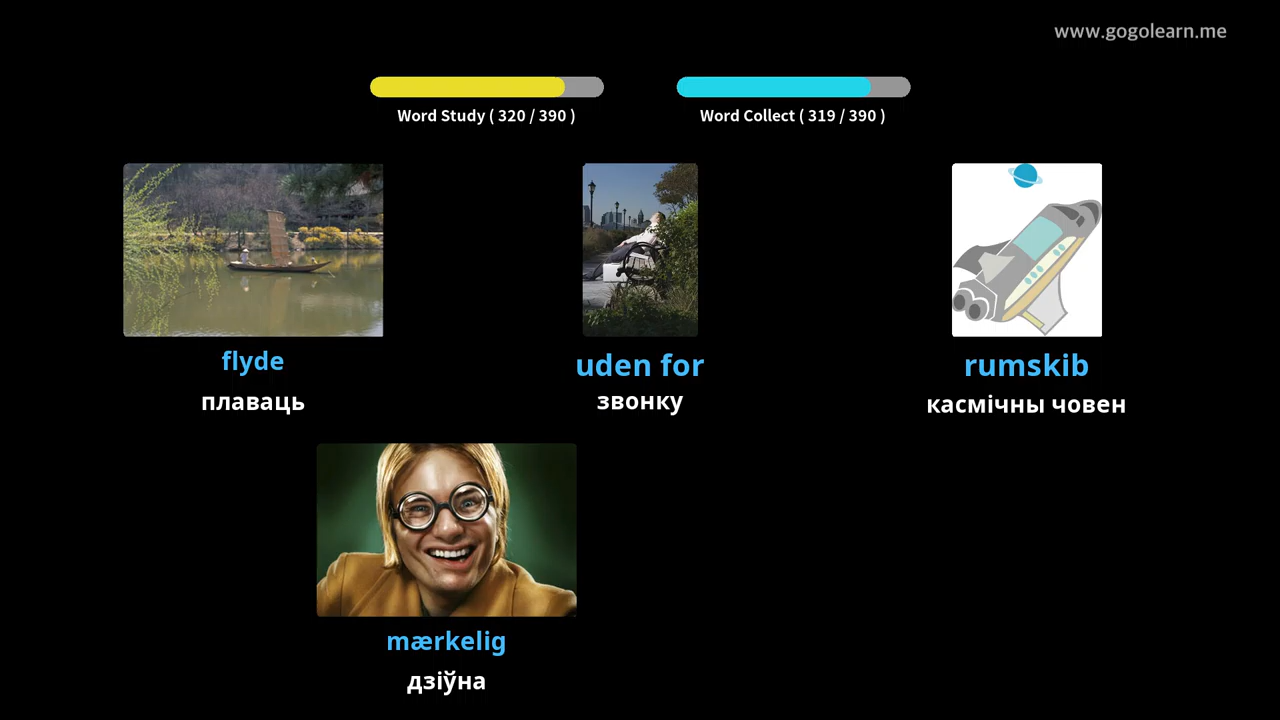 www.gogolearn.me
Word Study ( 320 / 390 )
Word Collect ( 319 / 390 )
flyde
плаваць
uden for
звонку
rumskib
касмічны човен
mærkelig
дзіўна